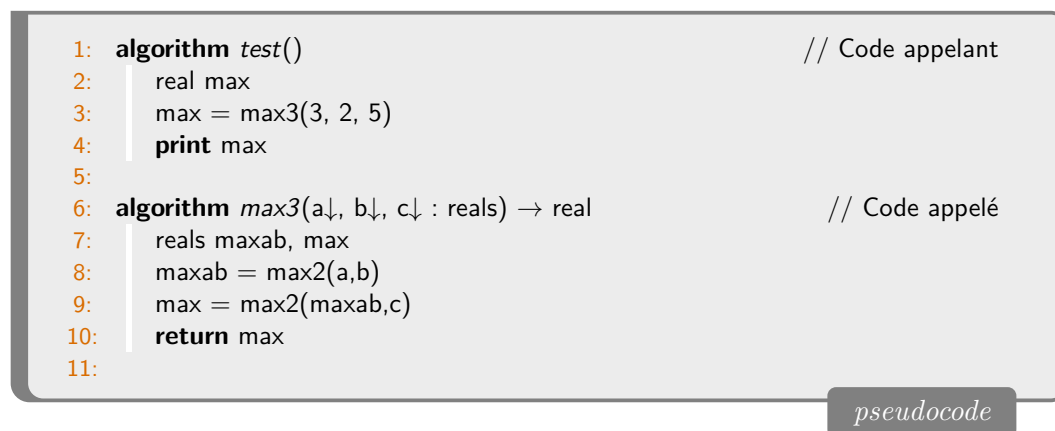 1: algorithm test() // Code appelant
2: real max
3: max = max3(3, 2, 5)
4: print max
5:
6: algorithm max3(a↓, b↓, c↓ : reals) → real // Code appelé
7: reals maxab, max
8: maxab = max2(a,b)
9: max = max2(maxab,c)
10: return max
11:
pseudocode